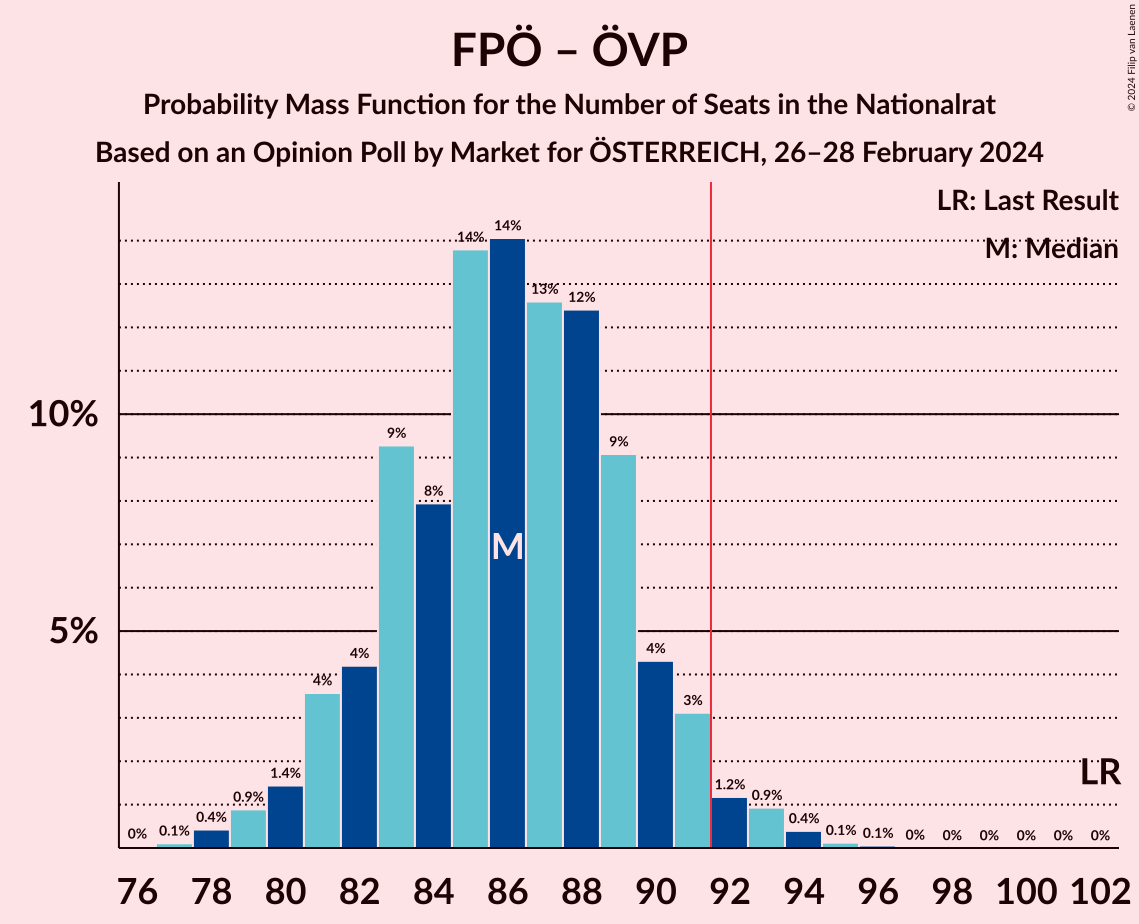 FPÖ – ÖVP
Probability Mass Function for the Number of Seats in the Nationalrat
Based on an Opinion Poll by Market for ÖSTERREICH, 26–28 February 2024
© 2024 Filip van Laenen
LR: Last Result
M: Median
10%
5%
0% 0.1% 0.4% 0.9% 1.4% 4% 4% 9% 8% 14% 14% 13% 12% 9% 4% 3% 1.2% 0.9% 0.4% 0.1% 0.1% 0% 0% 0% 0% 0% 0%
M
LR
76 78 80 82 84 86 88 90 92 94 96 98 100 102